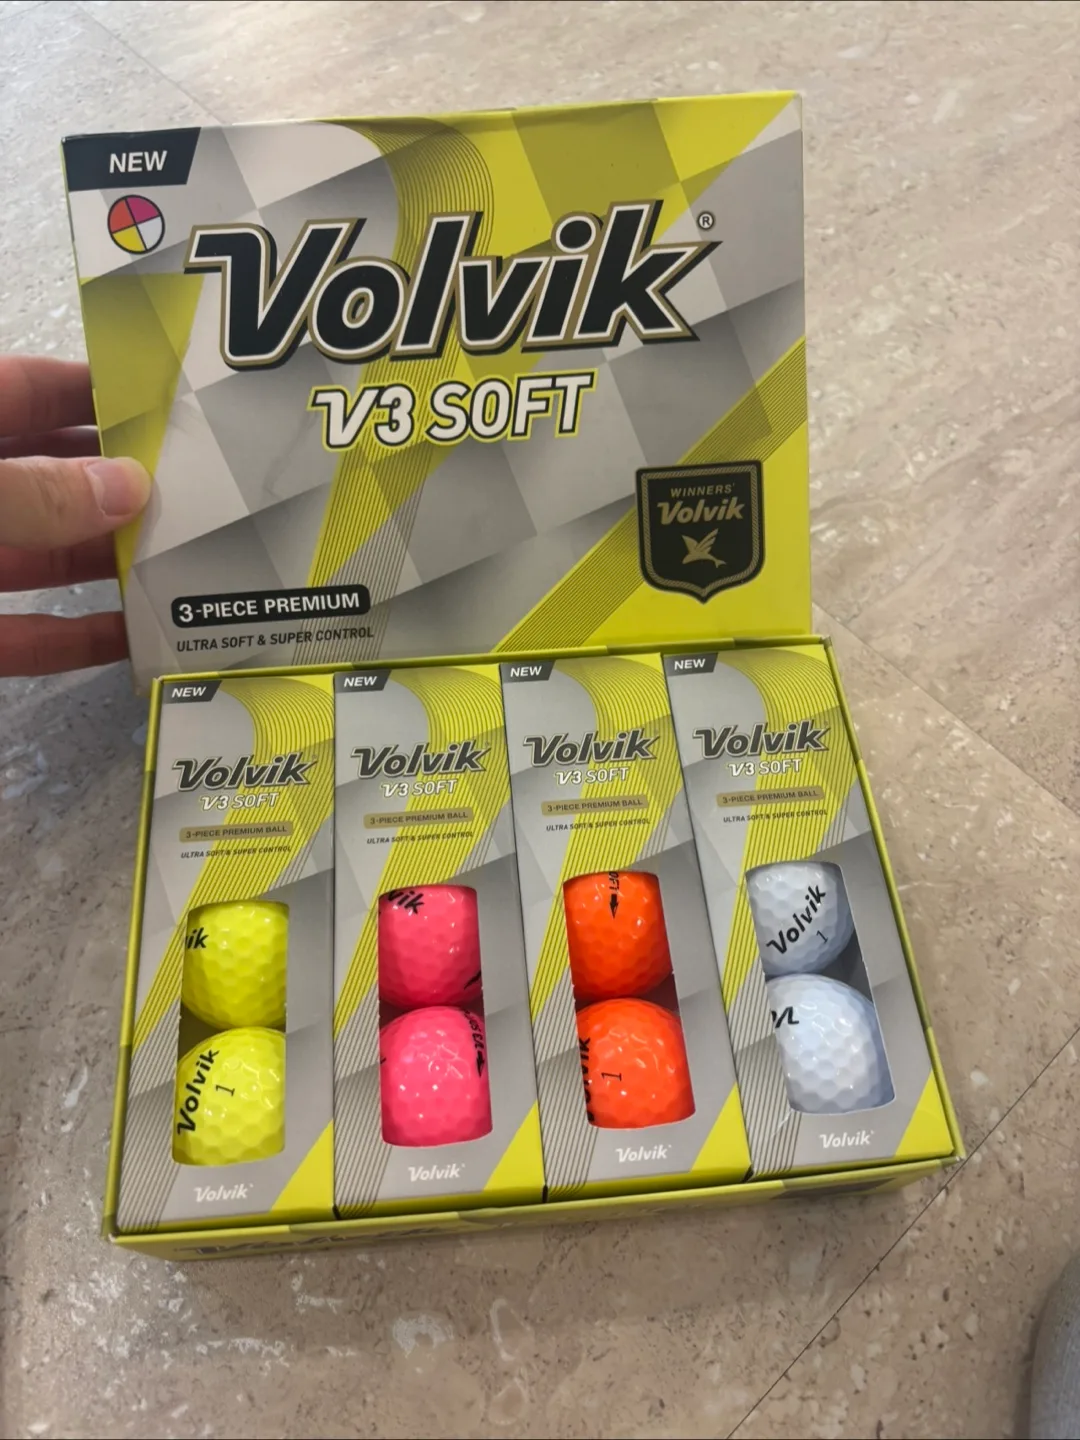 NEW
Volvik®
V3 SOFT
WINNERS'
Volvik
3-PIECE PREMIUM
ULTRA SOFT & SUPER CONTROL
NEW
Volvik
V3 SOFT
3-PIECE PREMIUM BALL
ULTRA SOFT & SUPER CONTROL
ik
Volvik
1
Volvik
NEW
Volvik
V3 SOFT
3-PIECE PREMIUM BALL
ULTRA SOFT & SUPER CONTROL
vik
Volvik
NEW
Volvik
V3 SOFT
3-PIECE PREMIUM BALL
ULTRA SOFT & SUPER CONTROL
vik
1
Volvik
NEW
Volvik
V3 SOFT
3-PIECE PREMIUM BALL
ULTRA SOFT & SUPER CONTROL
Volvik
1
Volvik